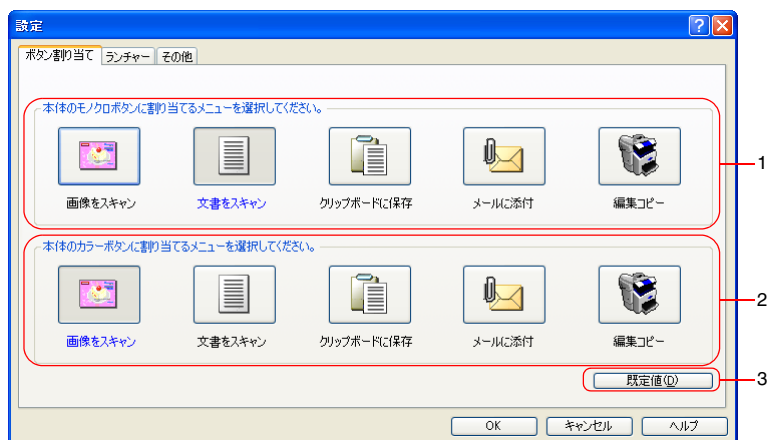 設定
ボタン割り当て ランチャー その他
本体のモノクロボタンに割り当てるメニューを選択してください。
画像をスキャン 文書をスキャン クリップボードに保存 メールに添付 編集コピー
1
本体のカラーボタンに割り当てるメニューを選択してください。
画像をスキャン 文書をスキャン クリップボードに保存 メールに添付 編集コピー
2
既定値(D)
3
OK キャンセル ヘルプ